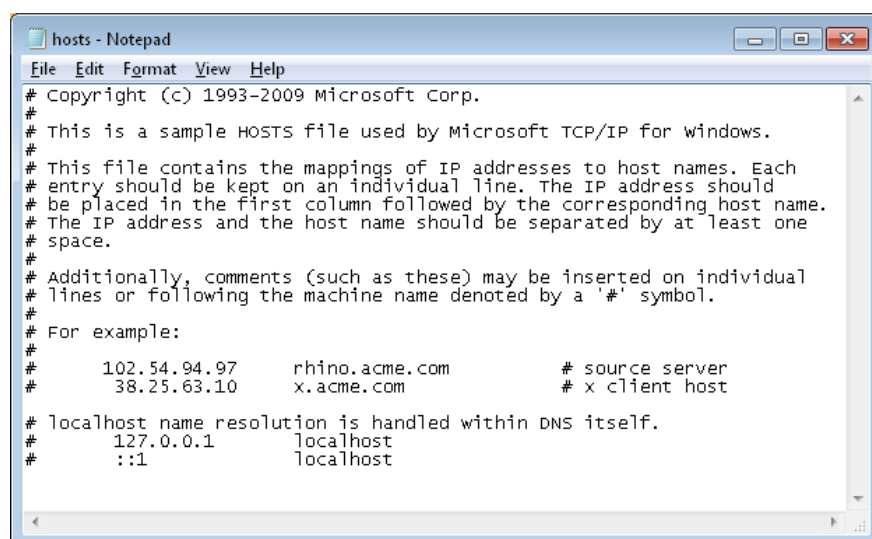 hosts - Notepad
File Edit Format View Help
# Copyright (c) 1993-2009 Microsoft Corp.
#
# This is a sample HOSTS file used by Microsoft TCP/IP for Windows.
#
# This file contains the mappings of IP addresses to host names. Each
# entry should be kept on an individual line. The IP address should
# be placed in the first column followed by the corresponding host name.
# The IP address and the host name should be separated by at least one
# space.
#
# Additionally, comments (such as these) may be inserted on individual
# lines or following the machine name denoted by a '#' symbol.
#
# For example:
#
#      102.54.94.97     rhino.acme.com          # source server
#       38.25.63.10     x.acme.com              # x client host

# localhost name resolution is handled within DNS itself.
#       127.0.0.1       localhost
#       ::1             localhost